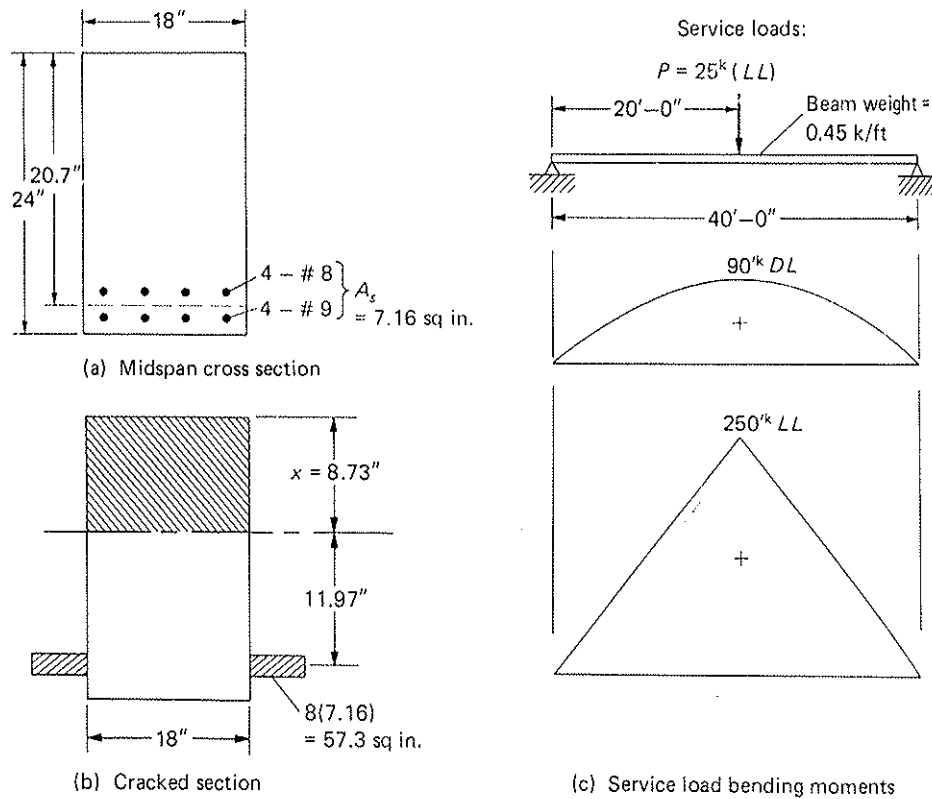 18"
20.7"
24"
4 – # 8
4 – # 9
A_s
= 7.16 sq in.
(a) Midspan cross section
x = 8.73"
11.97"
8(7.16)
= 57.3 sq in.
18"
(b) Cracked section
Service loads:
P = 25ᵏ (LL)
20'–0"
Beam weight =
0.45 k/ft
40'–0"
90'ᵏ DL
+
250'ᵏ LL
+
(c) Service load bending moments